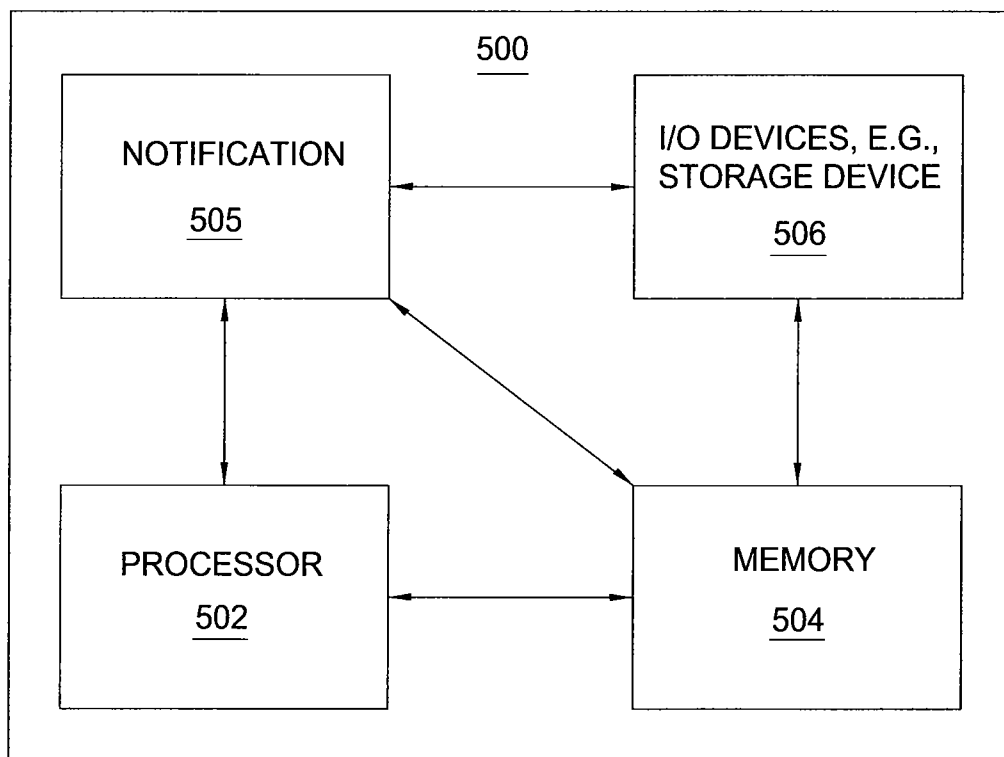 500
NOTIFICATION
505
I/O DEVICES, E.G.,
STORAGE DEVICE
506
PROCESSOR
502
MEMORY
504